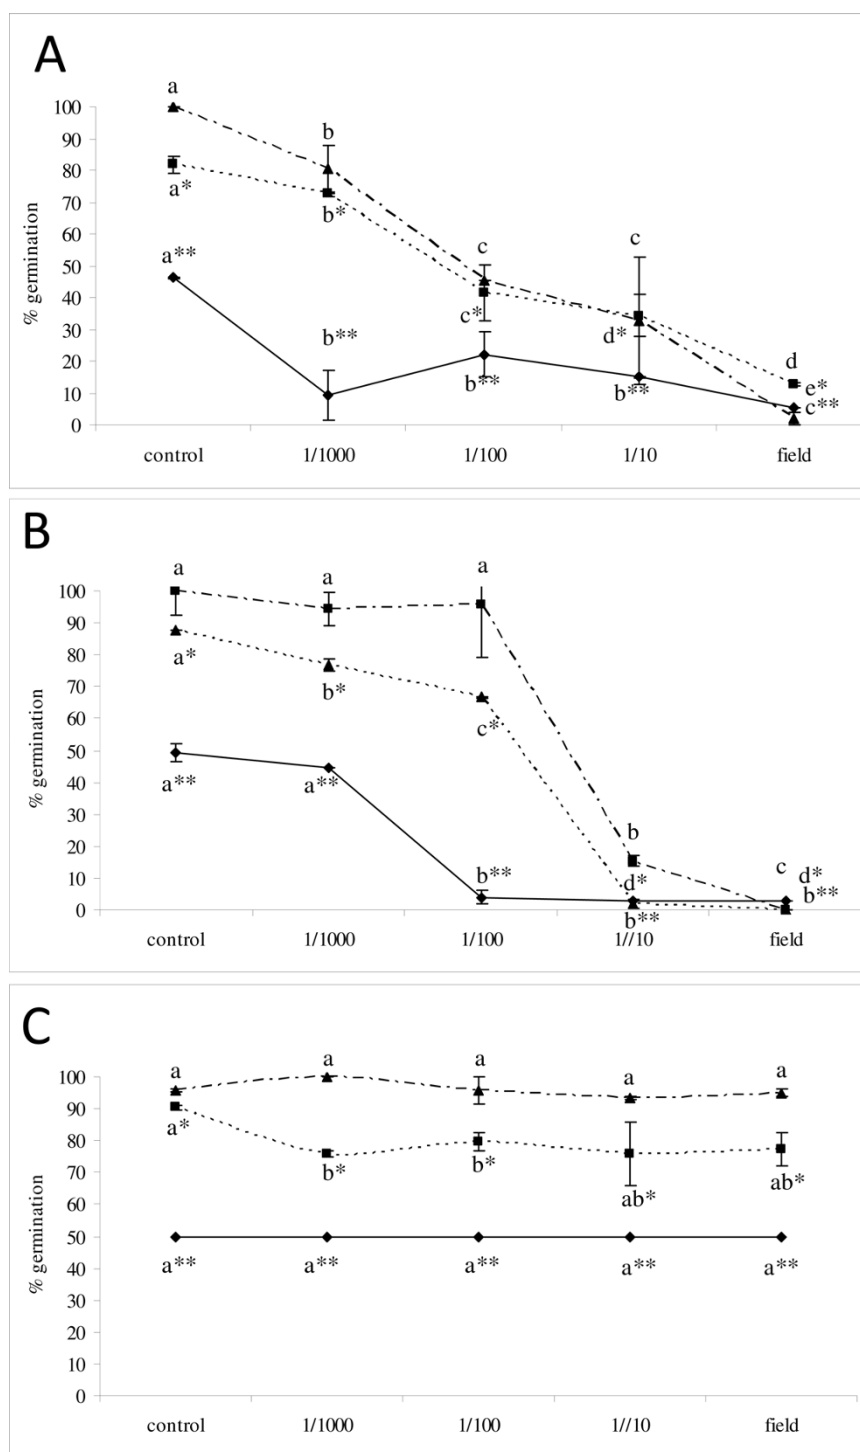 A
a
100
b
90
80
a*
b*
70
60
a**
c
c
50
% germination
40
c*
d*
30
b**
d
20
b**
b**
e*
10
c**
0
control 1/1000 1/100 1/10 field
B
a a a
100
90
a*
80
b*
70
c*
60
50
% germination
a** a**
40
30
b
20
b** c d*
10
d* b**
0
b**
control 1/1000 1/100 1//10 field
C
a a a a a
100
90
a*
80
b* b*
70
ab* ab*
60
50
% germination
a** a** a** a** a**
40
30
20
10
0
control 1/1000 1/100 1//10 field